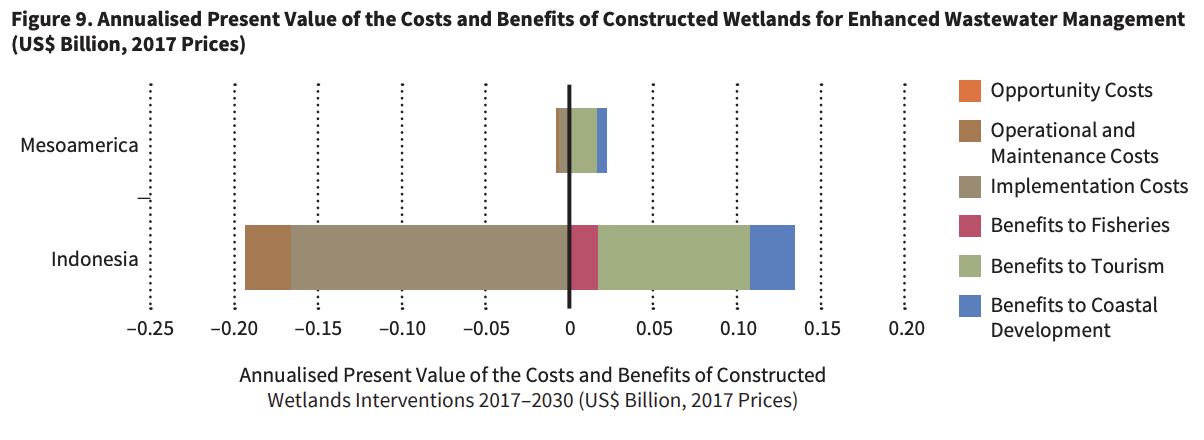 Figure 9. Annualised Present Value of the Costs and Benefits of Constructed Wetlands for Enhanced Wastewater Management
(US$ Billion, 2017 Prices)
Mesoamerica
Indonesia
–0.25 –0.20 –0.15 –0.10 –0.05 0 0.05 0.10 0.15 0.20
Annualised Present Value of the Costs and Benefits of Constructed
Wetlands Interventions 2017–2030 (US$ Billion, 2017 Prices)
Opportunity Costs
Operational and
Maintenance Costs
Implementation Costs
Benefits to Fisheries
Benefits to Tourism
Benefits to Coastal
Development